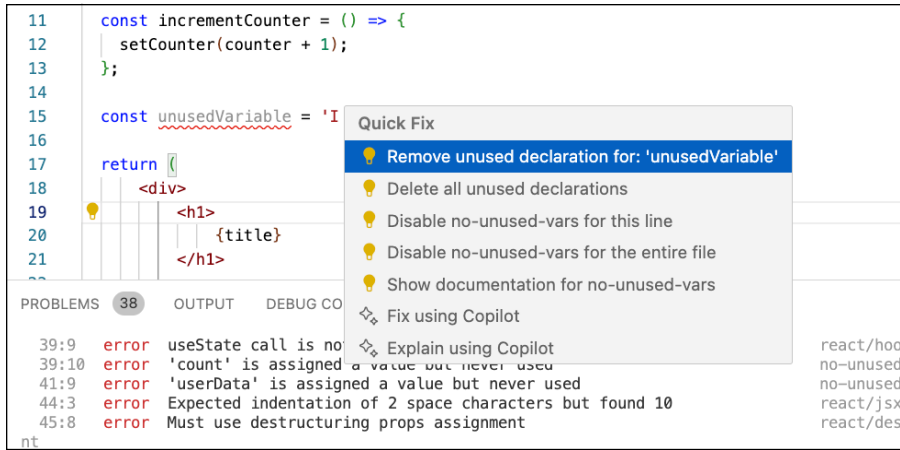 11 const incrementCounter = () => {
12 setCounter(counter + 1);
13 };
14
15 const unusedVariable = 'I
16
17 return (
18 <div>
19 <h1>
20 {title}
21 </h1>
Quick Fix
Remove unused declaration for: 'unusedVariable'
Delete all unused declarations
Disable no-unused-vars for this line
Disable no-unused-vars for the entire file
Show documentation for no-unused-vars
Fix using Copilot
Explain using Copilot
PROBLEMS 38 OUTPUT DEBUG CO
39:9 error useState call is no react/hoo
39:10 error 'count' is assigned a value but never used no-unused
41:9 error 'userData' is assigned a value but never used no-unused
44:3 error Expected indentation of 2 space characters but found 10 react/jsx
45:8 error Must use destructuring props assignment react/des
nt